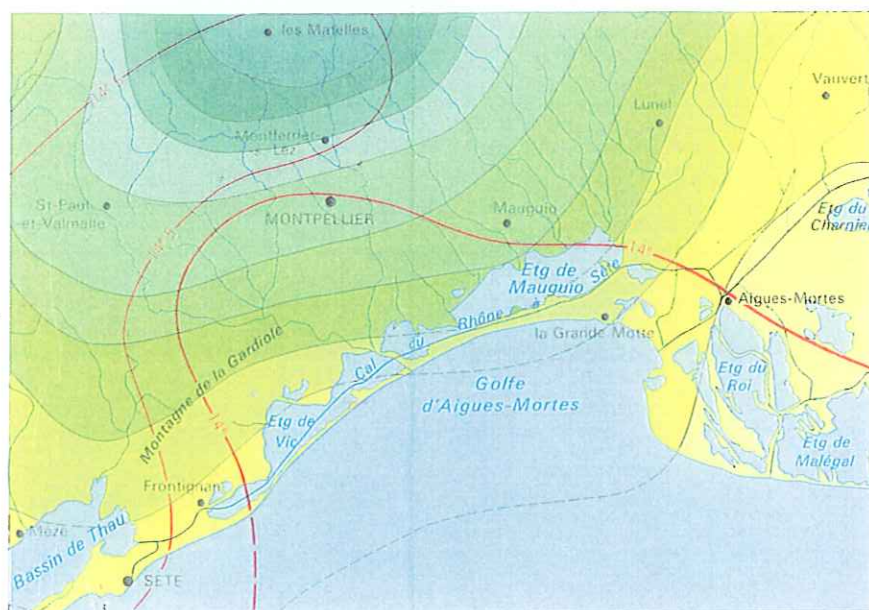 les Matelles
Vauvert
Lunel
Montferrier-
s-Lez
St-Paul
-et-Valmalle
MONTPELLIER
Mauguio
Etg du
Charnier
14°
Etg de
Mauguio
Aigues-Mortes
la Grande Motte
Cal du Rhône à Sète
Montagne de la Gardiole
Golfe
d'Aigues-Mortes
Etg du
Roi
Etg de
Vic
14°
Etg de
Malégal
Frontignan
Mèze
Bassin de Thau
SETE